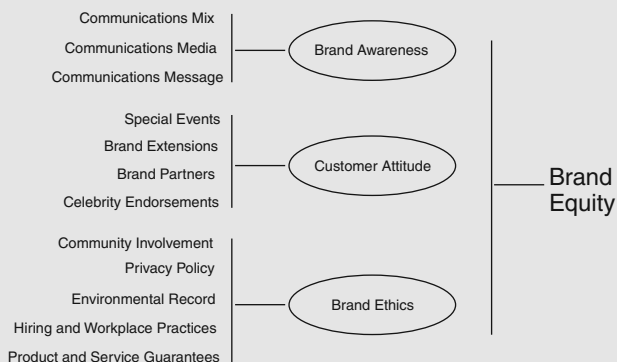 Communications Mix
Communications Media
Communications Message
Brand Awareness
Special Events
Brand Extensions
Brand Partners
Celebrity Endorsements
Customer Attitude
Community Involvement
Privacy Policy
Environmental Record
Hiring and Workplace Practices
Product and Service Guarantees
Brand Ethics
Brand
Equity